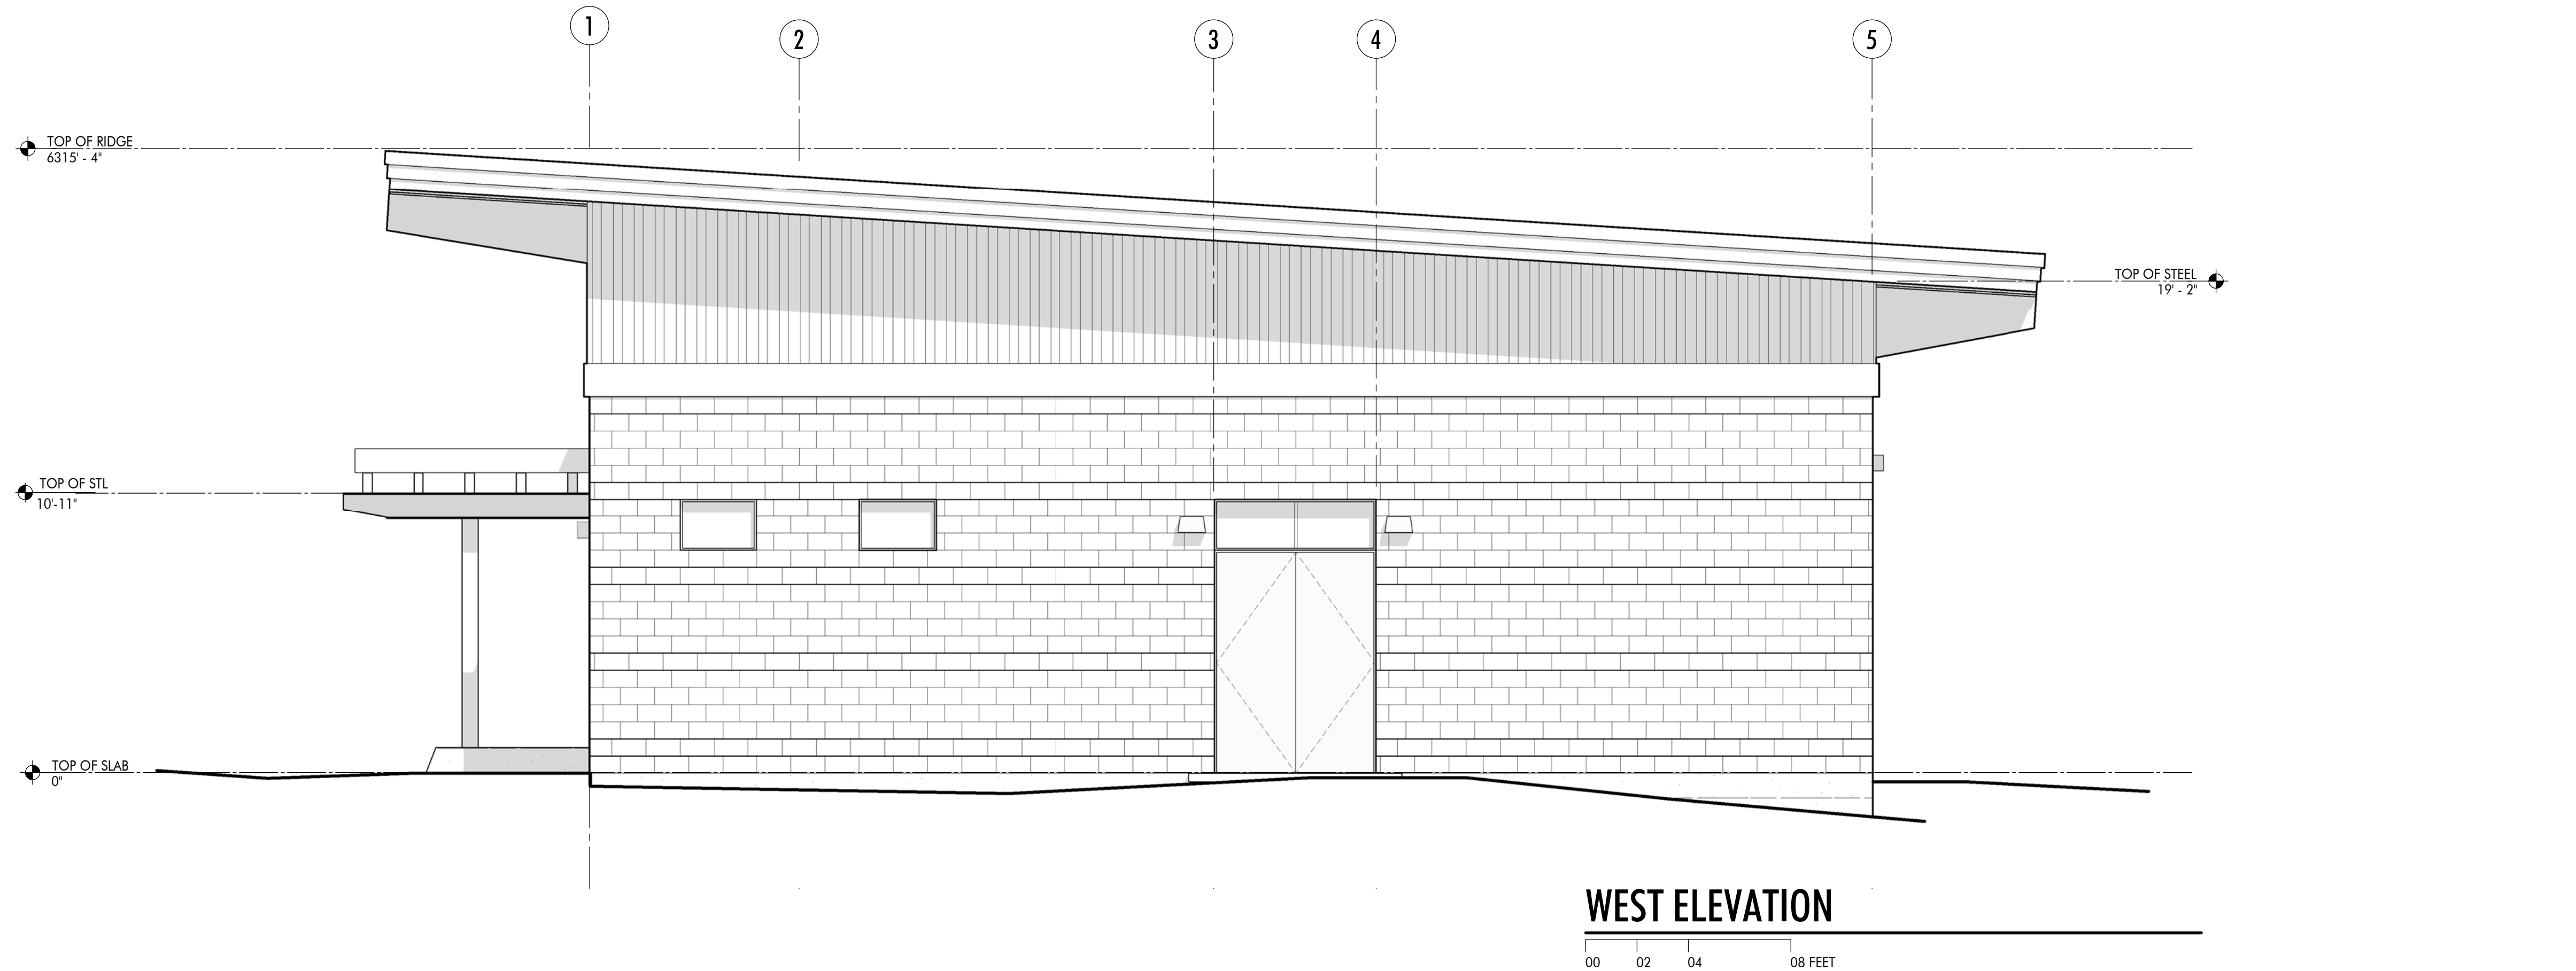 1
2
3
4
5
TOP OF RIDGE
6315' - 4"
TOP OF STEEL
19' - 2"
TOP OF STL
10'-11"
TOP OF SLAB
0"
WEST ELEVATION
00 02 04 08 FEET